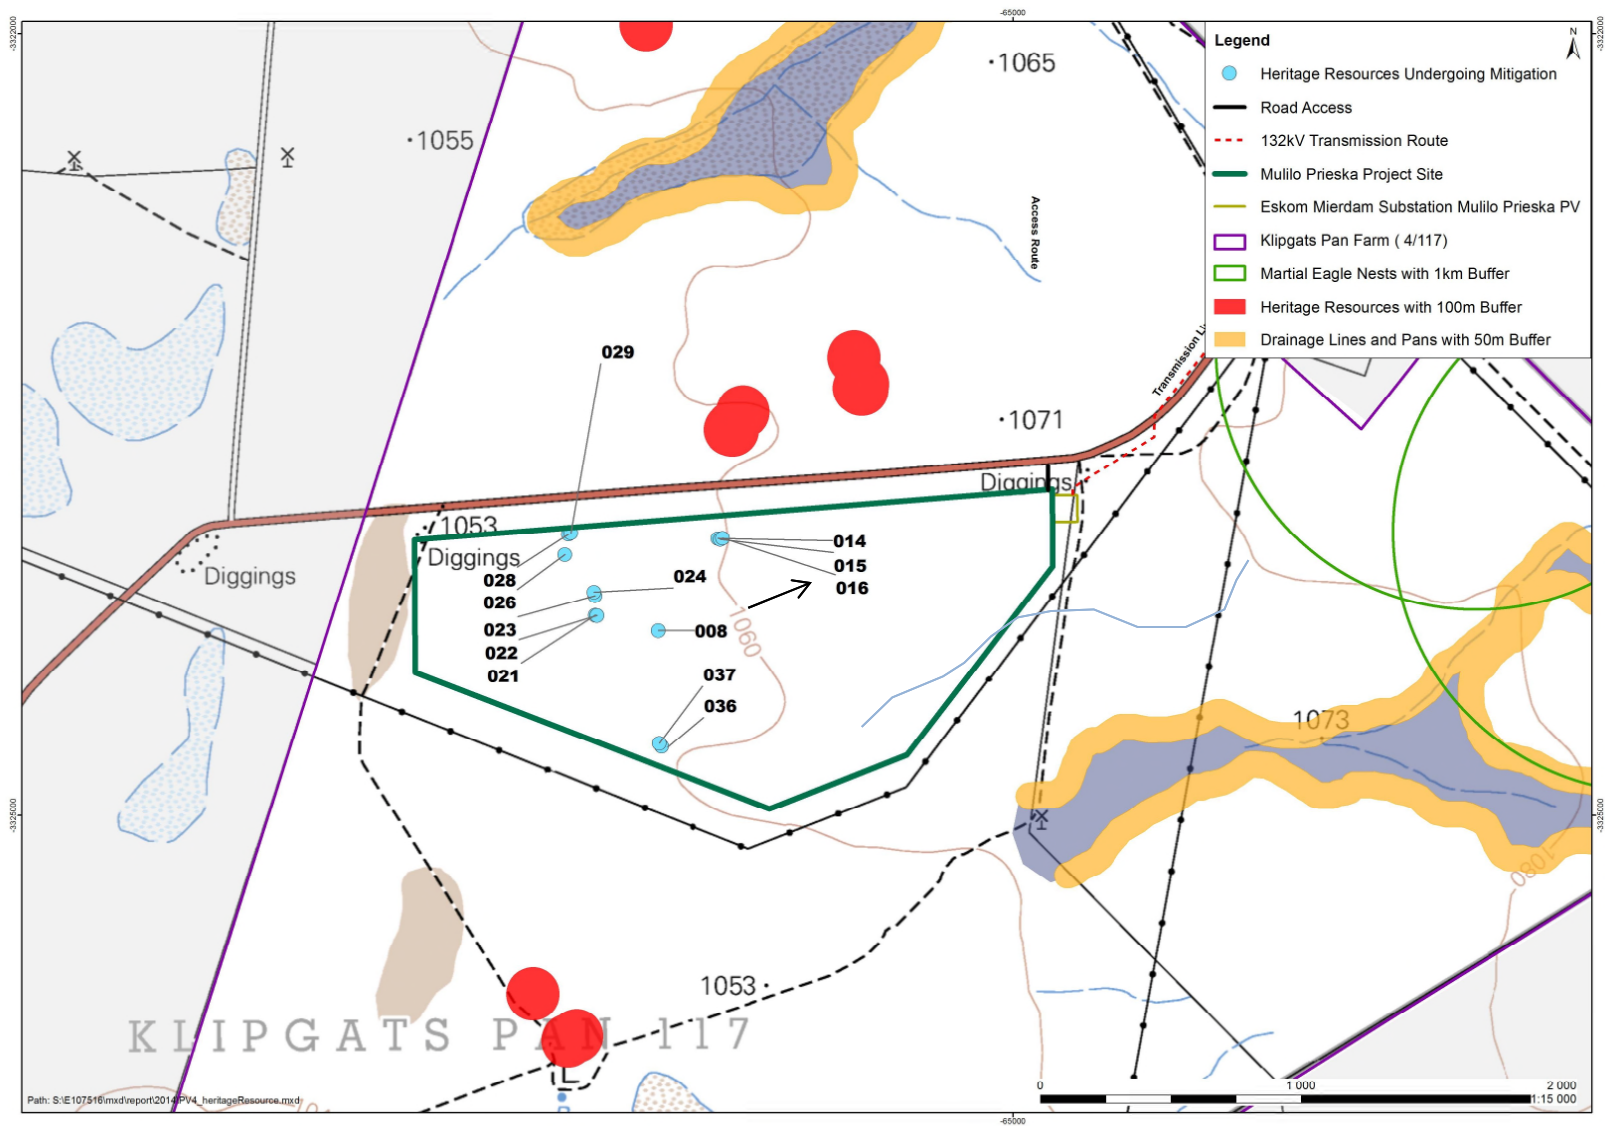 -65000
-3322000
-3322000
Legend
N
Heritage Resources Undergoing Mitigation
Road Access
132kV Transmission Route
Mulilo Prieska Project Site
Eskom Mierdam Substation Mulilo Prieska PV
Klipgats Pan Farm ( 4/117)
Martial Eagle Nests with 1km Buffer
Heritage Resources with 100m Buffer
Drainage Lines and Pans with 50m Buffer
1065
1055
Access Route
Transmission Li
029
1071
Diggings
1053
Diggings
Diggings
014
015
016
028
026
024
023
022
021
008
1060
037
036
1073
-3325000
-3325000
1080
1053
KLIPGATS PAN 117
L
0
1 000
2 000
1:15 000
Path: S:\E107516\mxd\report\2014\PV4_heritageResource.mxd
-65000